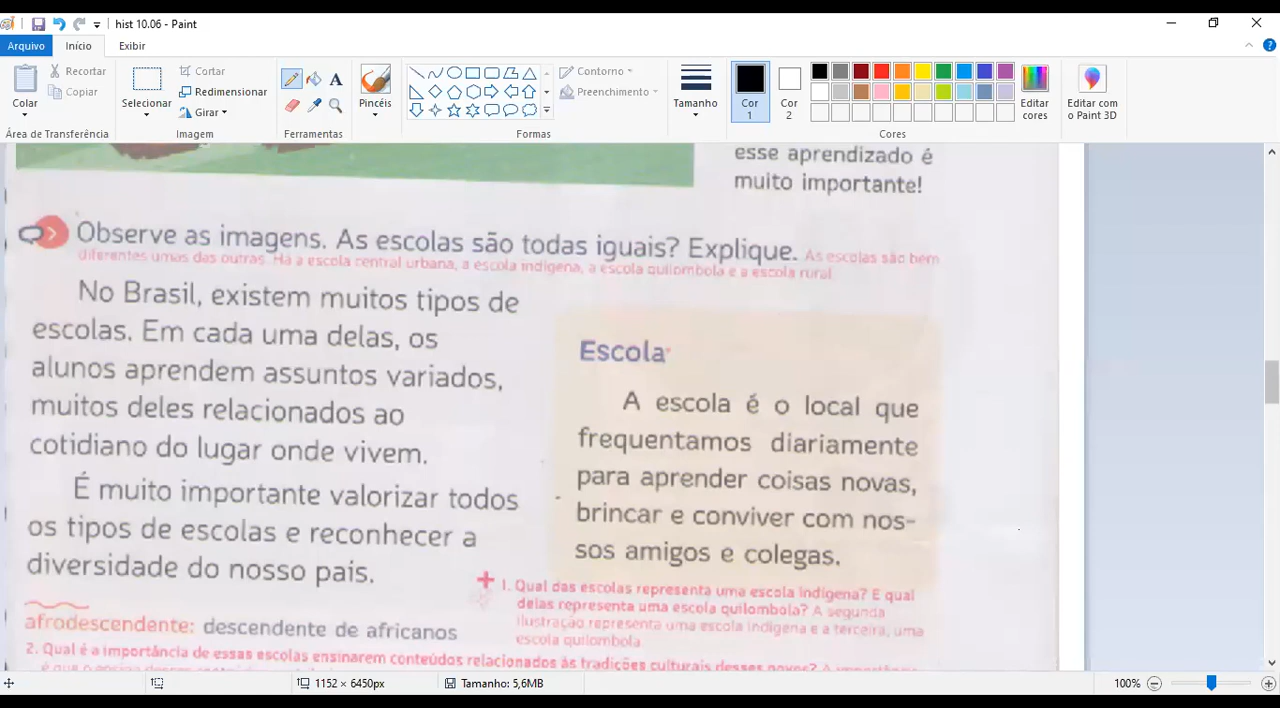 hist 10.06 - Paint
Arquivo Início Exibir
Colar
Recortar
Copiar
Área de Transferência
Selecionar
Cortar
Redimensionar
Girar
Imagem
A
Ferramentas
Pincéis
Contorno
Preenchimento
Formas
Tamanho
Cor
1
Cor
2
Editar
cores
Cores
Editar com
o Paint 3D
esse aprendizado é
muito importante!
Observe as imagens. As escolas são todas iguais? Explique. As escolas são bem
diferentes umas das outras. Há a escola central urbana, a escola indígena, a escola quilombola e a escola rural
No Brasil, existem muitos tipos de
escolas. Em cada uma delas, os
alunos aprendem assuntos variados,
muitos deles relacionados ao
cotidiano do lugar onde vivem.
É muito importante valorizar todos
os tipos de escolas e reconhecer a
diversidade do nosso país.
Escola
A escola é o local que
frequentamos diariamente
para aprender coisas novas,
brincar e conviver com nos-
sos amigos e colegas.
+ 1. Qual das escolas representa uma escola indígena? E qual
delas representa uma escola quilombola? A segunda
ilustração representa uma escola indígena e a terceira, uma
escola quilombola.
afrodescendente: descendente de africanos
2. Qual é a importância de essas escolas ensinarem conteúdos relacionados às tradições culturais desses povos?
1152 × 6450px
Tamanho: 5,6MB
100%